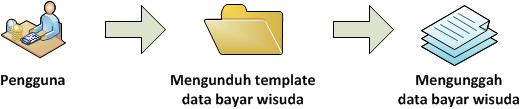 Pengguna
Mengunduh template
data bayar wisuda
Mengunggah
data bayar wisuda